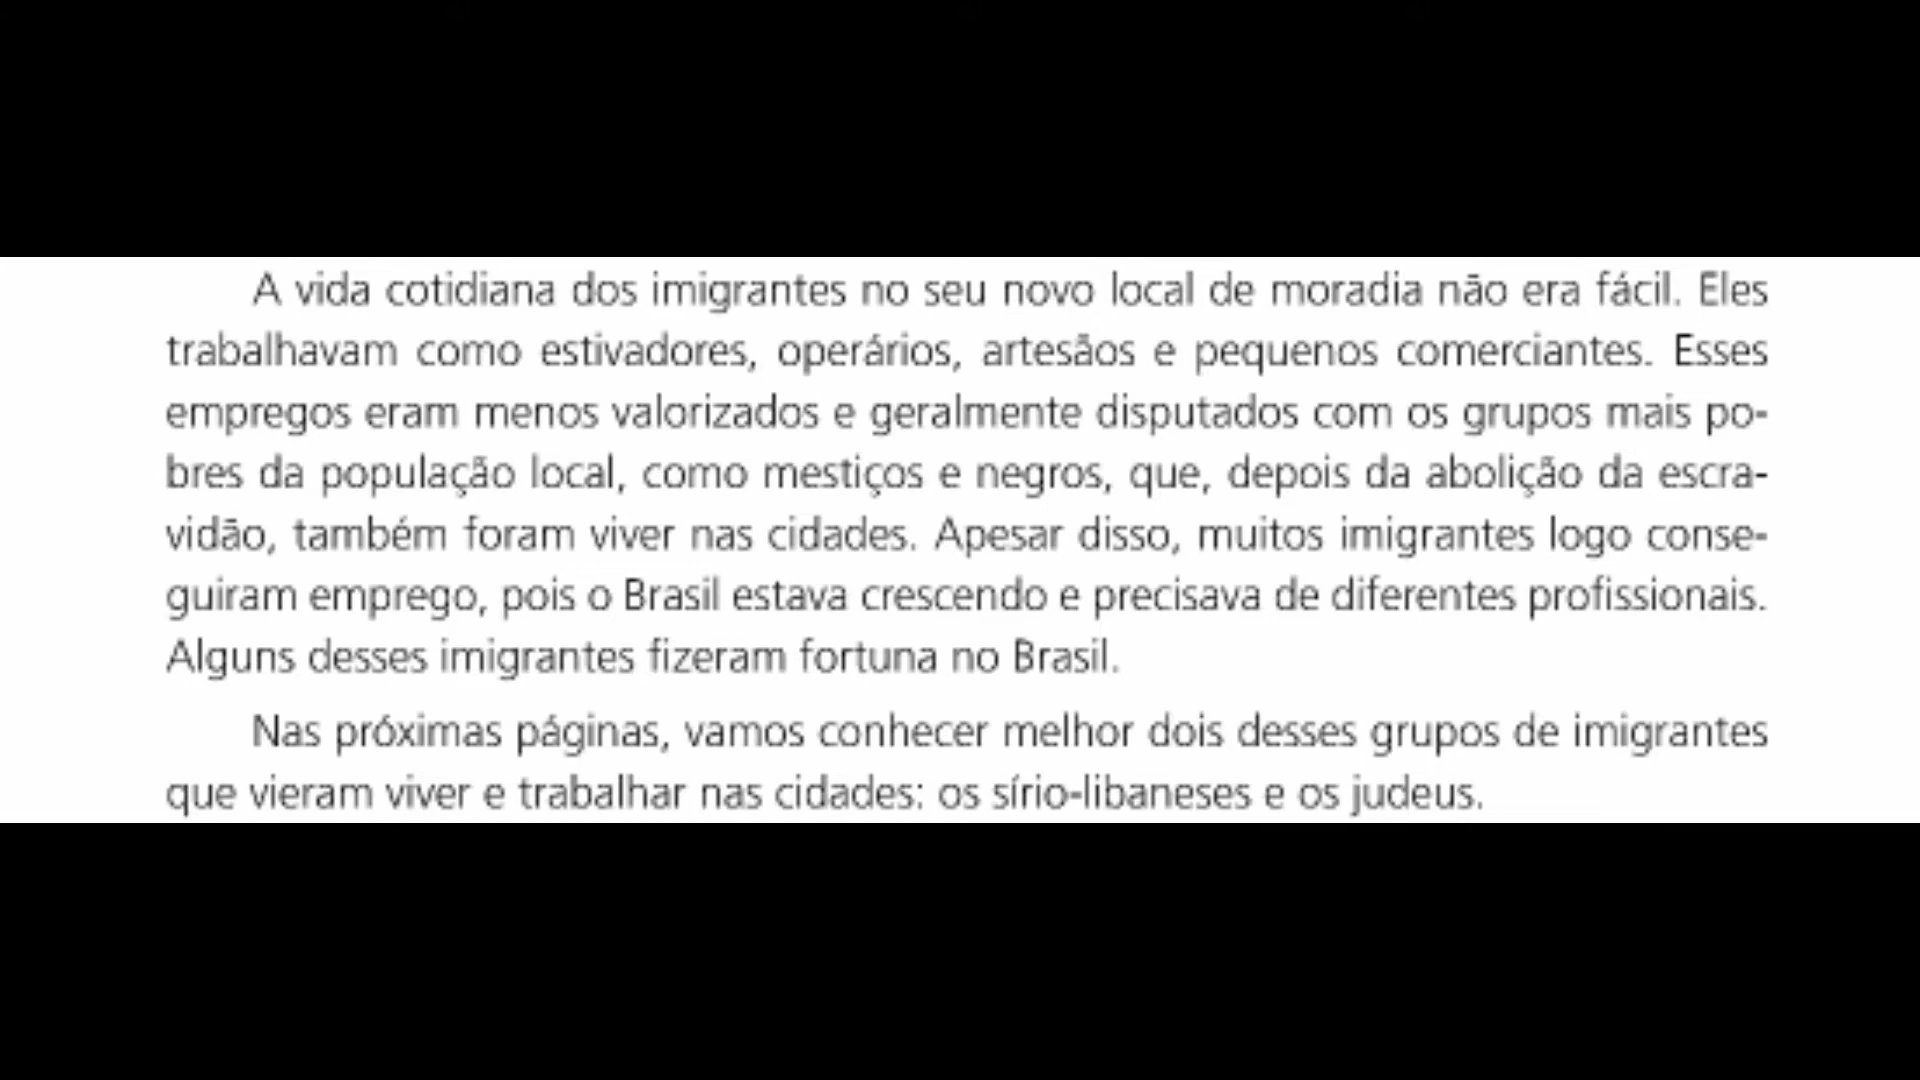 A vida cotidiana dos imigrantes no seu novo local de moradia não era fácil. Eles
trabalhavam como estivadores, operários, artesãos e pequenos comerciantes. Esses
empregos eram menos valorizados e geralmente disputados com os grupos mais po-
bres da população local, como mestiços e negros, que, depois da abolição da escra-
vidão, também foram viver nas cidades. Apesar disso, muitos imigrantes logo conse-
guiram emprego, pois o Brasil estava crescendo e precisava de diferentes profissionais.
Alguns desses imigrantes fizeram fortuna no Brasil.
Nas próximas páginas, vamos conhecer melhor dois desses grupos de imigrantes
que vieram viver e trabalhar nas cidades: os sírio-libaneses e os judeus.